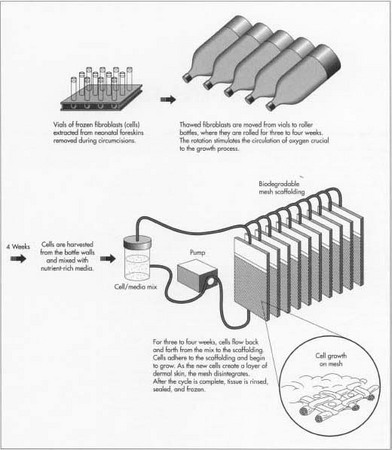 Vials of frozen fibroblasts (cells)
extracted from neonatal foreskins
removed during circumcisions.
Thawed fibroblasts are moved from vials to roller
bottles, where they are rolled for three to four weeks.
The rotation stimulates the circulation of oxygen crucial
to the growth process.
Biodegradable
mesh scaffolding
4 Weeks
Cells are harvested
from the bottle walls
and mixed with
nutrient-rich media.
Pump
Cell/media mix
For three to four weeks, cells flow back
and forth from the mix to the scaffolding.
Cells adhere to the scaffolding and begin
to grow. As the new cells create a layer of
dermal skin, the mesh disintegrates.
After the cycle is complete, tissue is rinsed,
sealed, and frozen.
Cell growth
on mesh